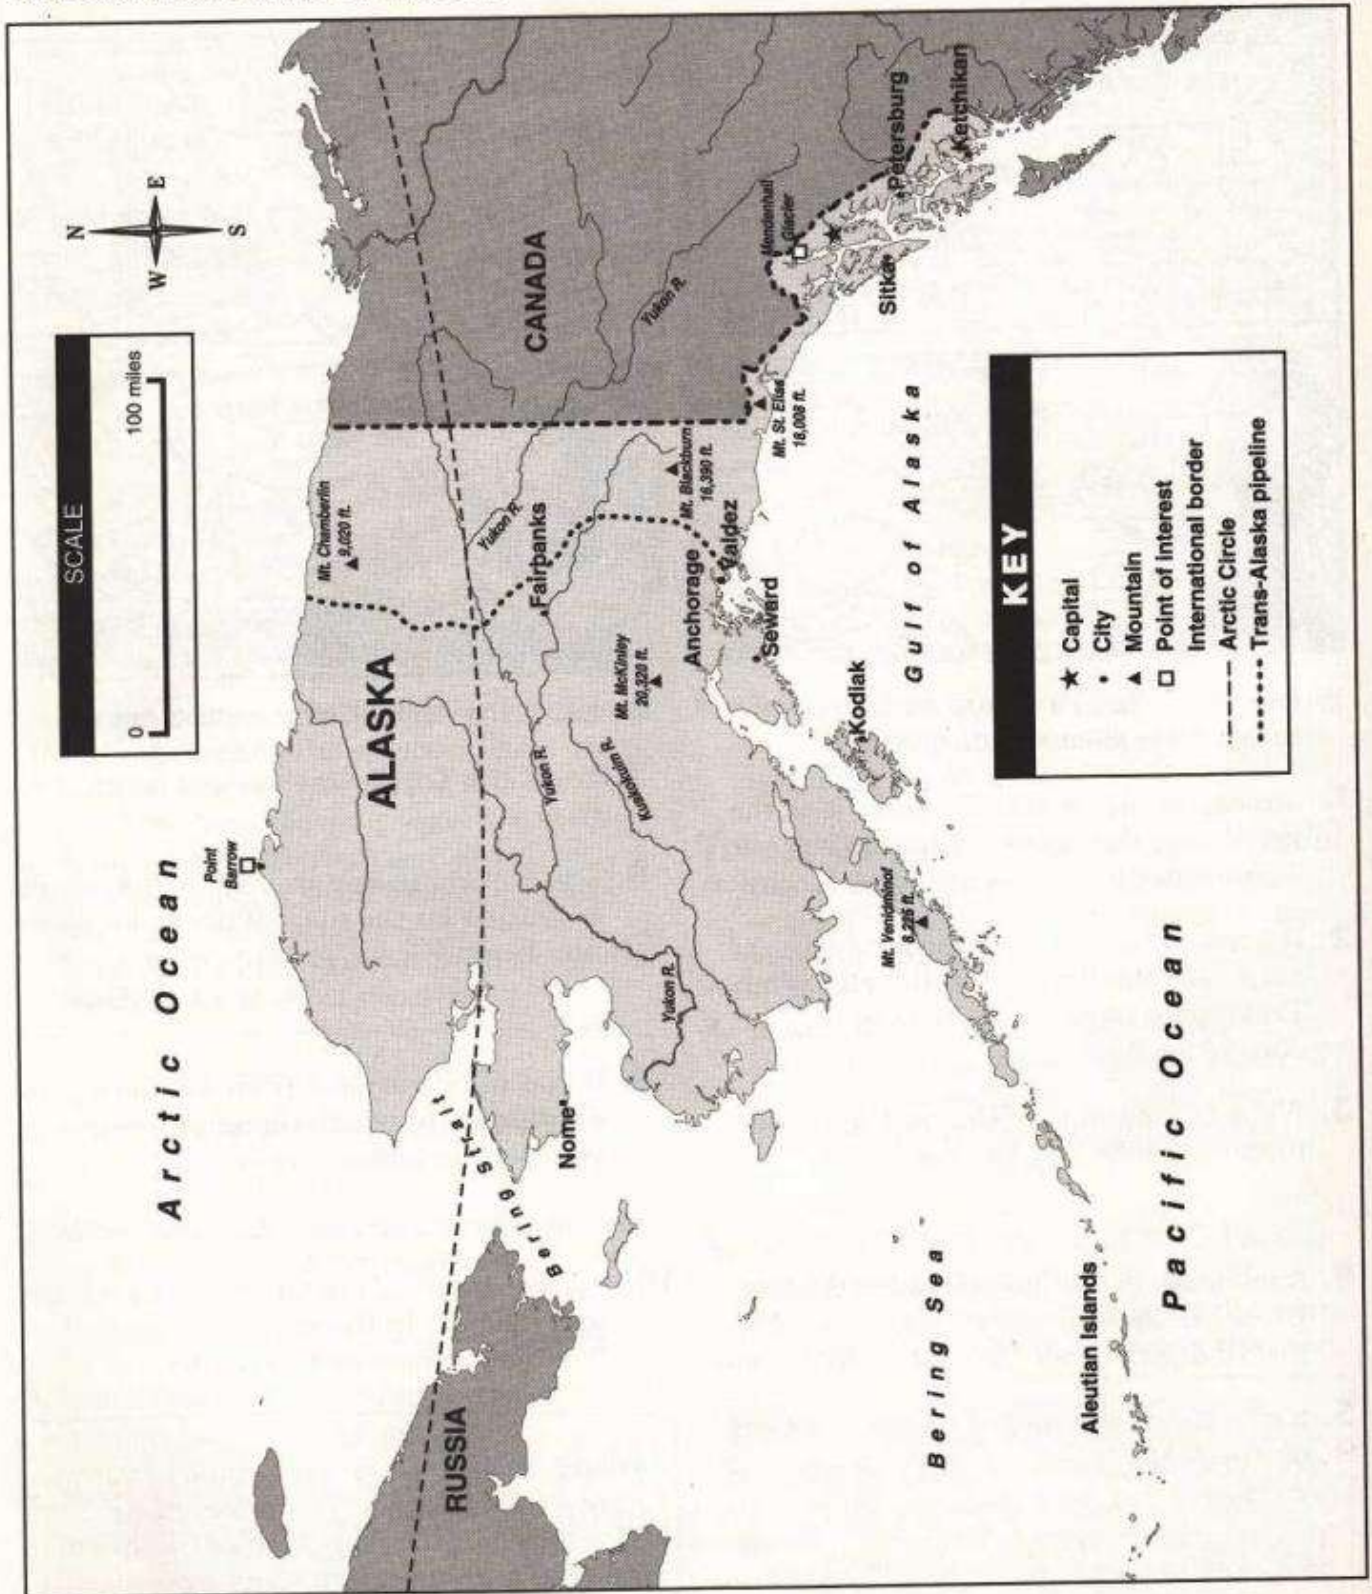 SCALE
0
100 miles
N
W
E
S
Arctic Ocean
Point
Barrow
Mt. Chamberlin
9,020 ft.
ALASKA
CANADA
RUSSIA
Bering Strait
Nome
Yukon R.
Yukon R.
Yukon R.
Yukon R.
Kuskokwim R.
Fairbanks
Mt. McKinley
20,320 ft.
Mt. Blackburn
16,390 ft.
Mt. St. Elias
18,008 ft.
Anchorage
Valdez
Seward
Kodiak
Mendenhall
Glacier
Sitka
Petersburg
Ketchikan
Gulf of Alaska
Mt. Veniaminof
8,225 ft.
Bering Sea
Aleutian Islands
Pacific Ocean
KEY
Capital
City
Mountain
Point of interest
International border
Arctic Circle
Trans-Alaska pipeline